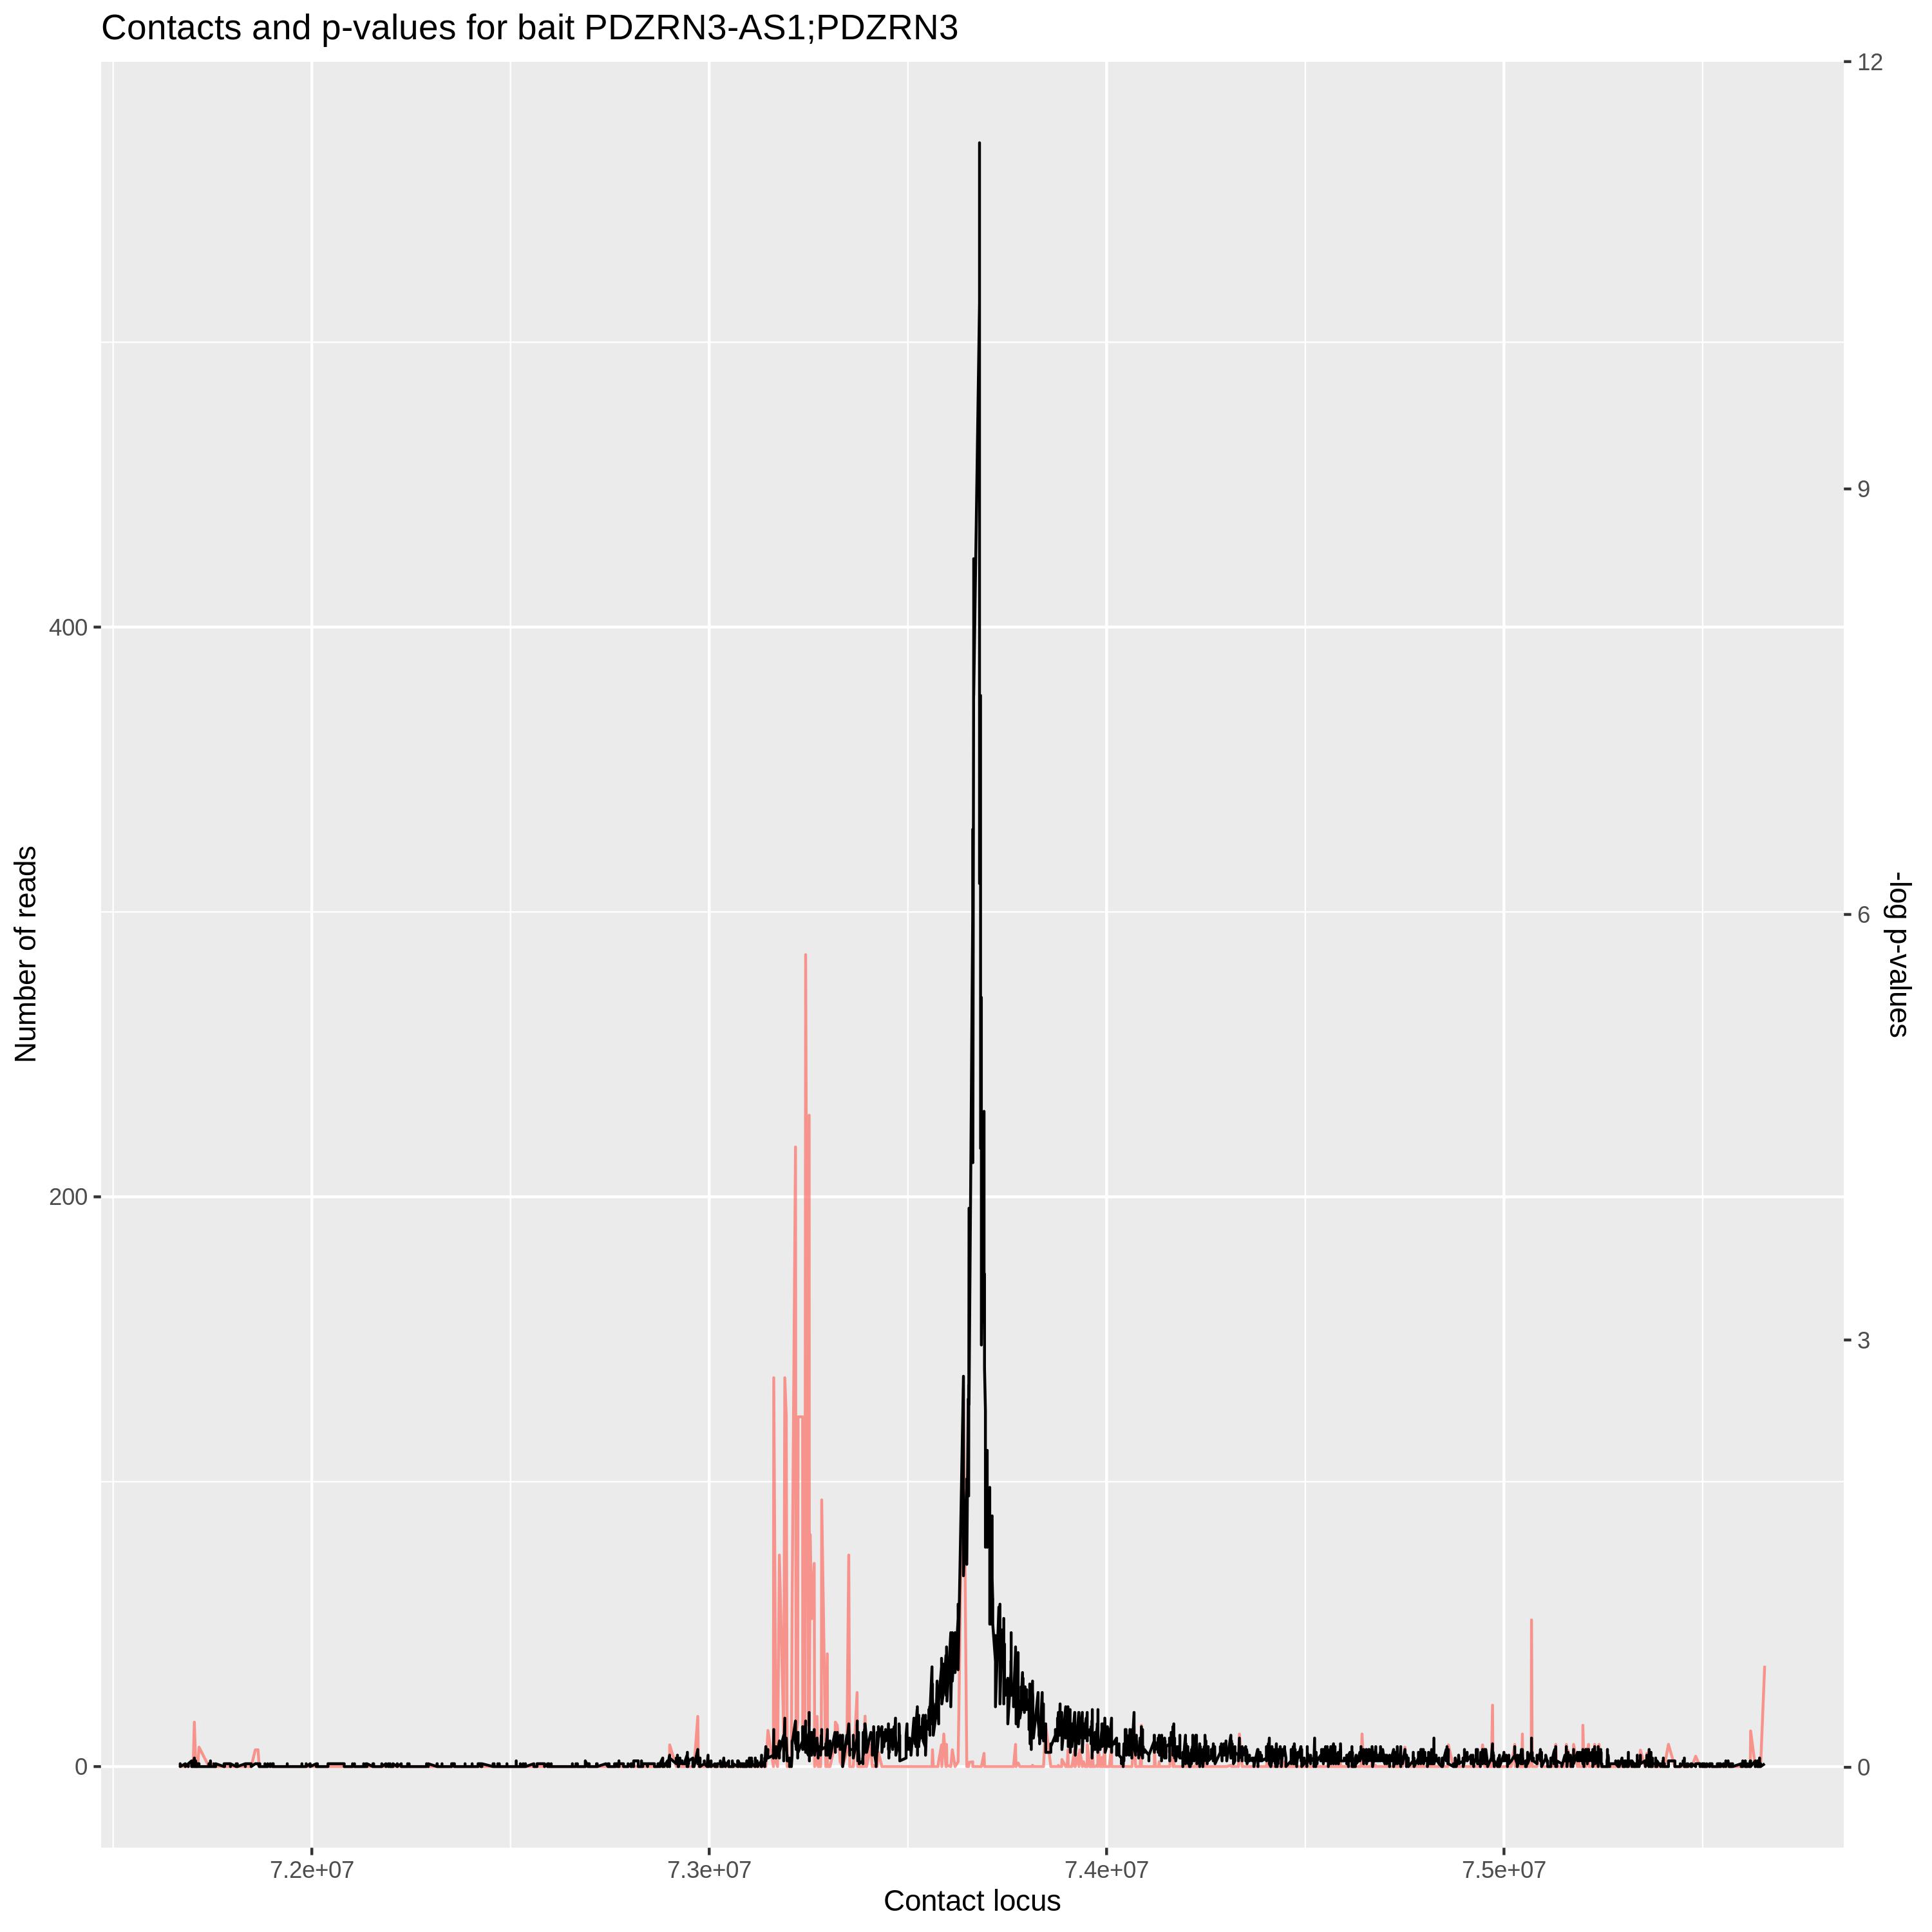 Contacts and p-values for bait PDZRN3-AS1;PDZRN3
12
9
6
3
0
-log p-values
400
200
0
Number of reads
7.2e+07
7.3e+07
7.4e+07
7.5e+07
Contact locus